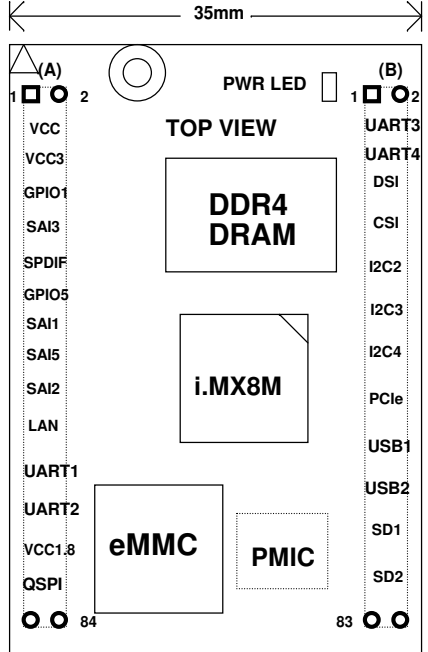 35mm
(A)
(B)
PWR LED
1 2
1 2
TOP VIEW
VCC
VCC3
GPIO1
SAI3
SPDIF
GPIO5
SAI1
SAI5
SAI2
LAN
UART1
UART2
VCC1.8
QSPI
84
DDR4
DRAM
i.MX8M
eMMC
PMIC
UART3
UART4
DSI
CSI
I2C2
I2C3
I2C4
PCIe
USB1
USB2
SD1
SD2
83